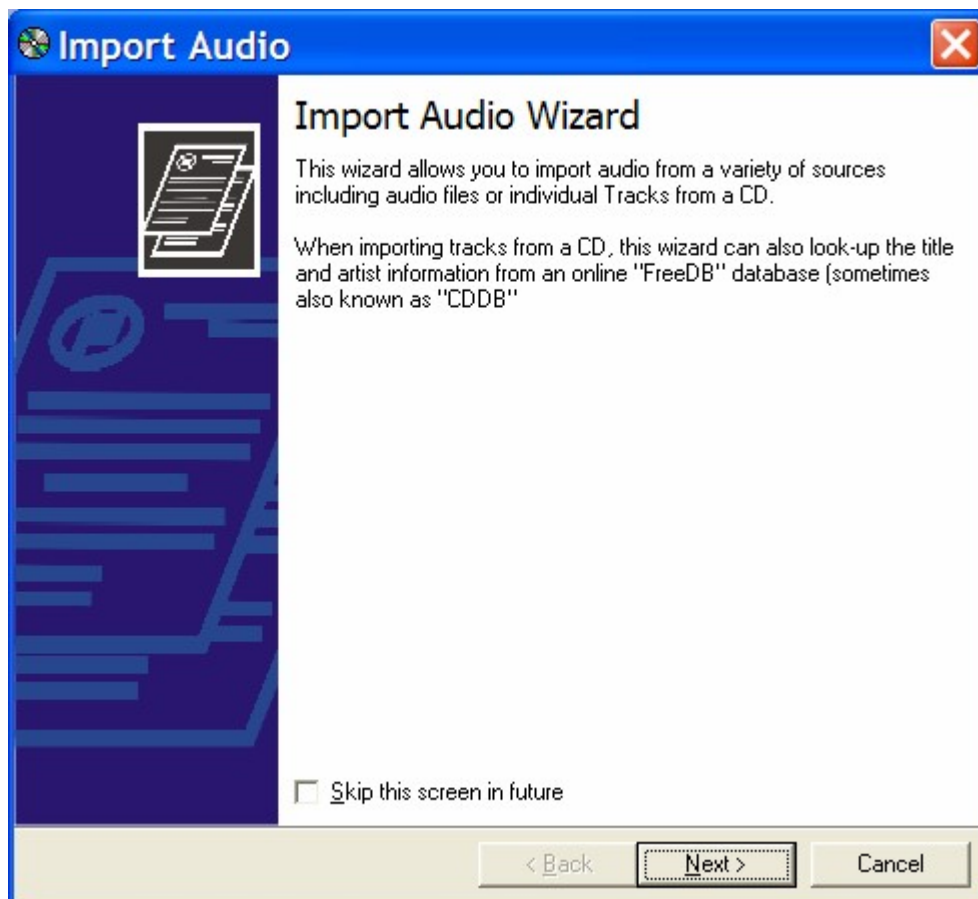 Import Audio
Import Audio Wizard
This wizard allows you to import audio from a variety of sources
including audio files or individual Tracks from a CD.
When importing tracks from a CD, this wizard can also look-up the title
and artist information from an online "FreeDB" database (sometimes
also known as "CDDB"
Skip this screen in future
< Back Next > Cancel